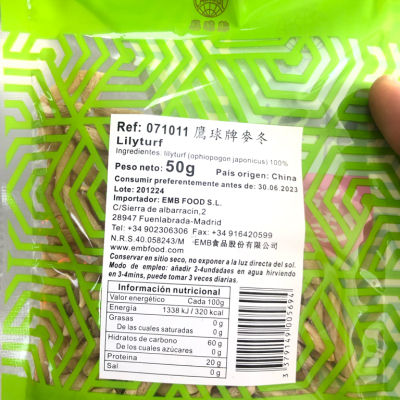 Ref: 071011 鷹球牌麥冬
Lilyturf
Ingredientes: lilyturf (ophiopogon japonicus) 100%
Peso neto: 50g País origen: China
Consumir preferentemente antes de: 30.06.2023
Lote: 201224
Importador: EMB FOOD S.L.
C/Sierra de albarracin,2
28947 Fuenlabrada-Madrid
Tel: +34 902306206 Fax: +34 916420599
N.R.S.40.058243/M EMB食品股份有限公司
www.embfood.com
Conservar en sitio seco, no exponer a la luz direct del sol.
Modo de empleo: añadir 2-4undadaes en agua hirviendo
en 3-4mins, puede tomar 3 veces diarias.
Información nutricional
Valor energético Cada 100g
Energía 1338 kJ / 320 kcal
Grasas 0 g
De las cuales saturadas 0 g
Hidratos de carbono 60 g
De los cuales azúcares 0 g
Proteína 20 g
Sal 0 g